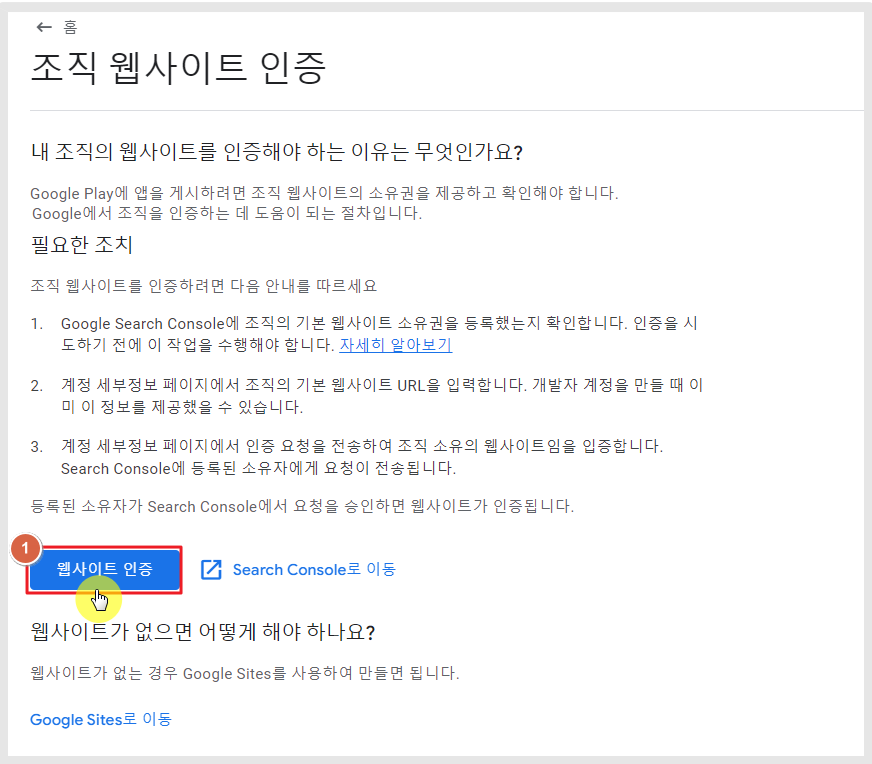 ← 홈
조직 웹사이트 인증
내 조직의 웹사이트를 인증해야 하는 이유는 무엇인가요?
Google Play에 앱을 게시하려면 조직 웹사이트의 소유권을 제공하고 확인해야 합니다.
Google에서 조직을 인증하는 데 도움이 되는 절차입니다.
필요한 조치
조직 웹사이트를 인증하려면 다음 안내를 따르세요
1. Google Search Console에 조직의 기본 웹사이트 소유권을 등록했는지 확인합니다. 인증을 시
도하기 전에 이 작업을 수행해야 합니다. 자세히 알아보기
2. 계정 세부정보 페이지에서 조직의 기본 웹사이트 URL을 입력합니다. 개발자 계정을 만들 때 이
미 이 정보를 제공했을 수 있습니다.
3. 계정 세부정보 페이지에서 인증 요청을 전송하여 조직 소유의 웹사이트임을 입증합니다.
Search Console에 등록된 소유자에게 요청이 전송됩니다.
등록된 소유자가 Search Console에서 요청을 승인하면 웹사이트가 인증됩니다.
1
웹사이트 인증 Search Console로 이동
웹사이트가 없으면 어떻게 해야 하나요?
웹사이트가 없는 경우 Google Sites를 사용하여 만들면 됩니다.
Google Sites로 이동